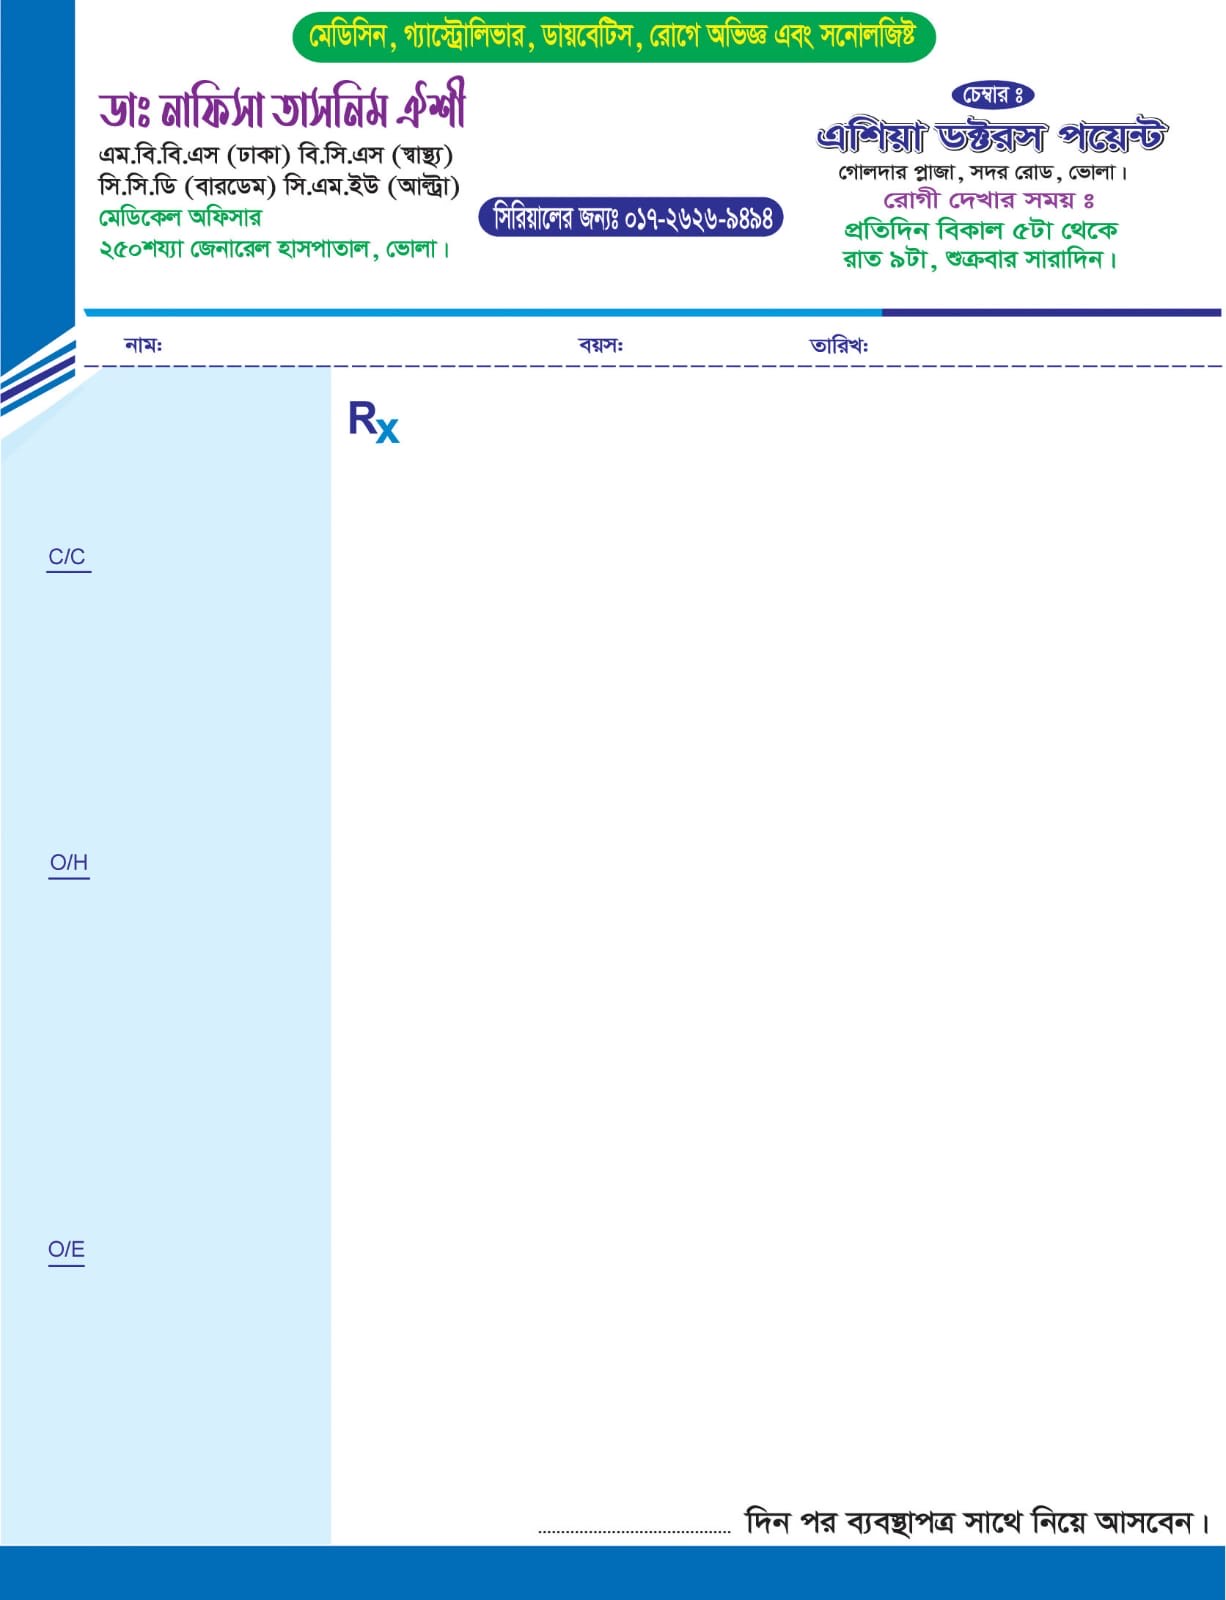 মেডিসিন, গ্যাস্ট্রোলিভার, ডায়বেটিস, রোগে অভিজ্ঞ এবং সনোলজিষ্ট
ডাঃ নাফিসা তাসনিম ঐশী
এম.বি.বি.এস (ঢাকা) বি.সি.এস (স্বাস্থ্য)
সি.সি.ডি (বারডেম) সি.এম.ইউ (আল্ট্রা)
মেডিকেল অফিসার
২৫০শয্যা জেনারেল হাসপাতাল, ভোলা।
সিরিয়ালের জন্যঃ ০১৭-২৬২৬-৯৪৯৪
চেম্বার ঃ
এশিয়া ডক্টরস পয়েন্ট
গোলদার প্লাজা, সদর রোড, ভোলা।
রোগী দেখার সময় ঃ
প্রতিদিন বিকাল ৫টা থেকে
রাত ৯টা, শুক্রবার সারাদিন।
নাম: বয়স: তারিখ:
Rx
C/C
O/H
O/E
................................ দিন পর ব্যবস্থাপত্র সাথে নিয়ে আসবেন।